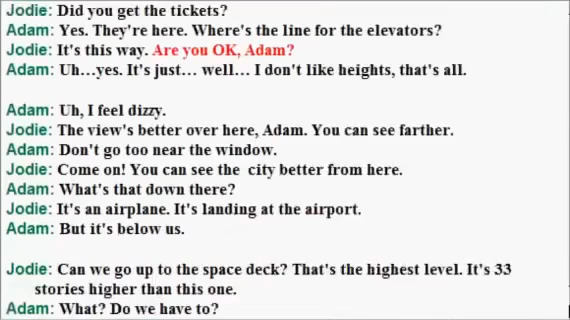 Jodie: Did you get the tickets?
Adam: Yes. They're here. Where's the line for the elevators?
Jodie: It's this way. Are you OK, Adam?
Adam: Uh…yes. It's just… well… I don't like heights, that's all.
Adam: Uh, I feel dizzy.
Jodie: The view's better over here, Adam. You can see farther.
Adam: Don't go too near the window.
Jodie: Come on! You can see the city better from here.
Adam: What's that down there?
Jodie: It's an airplane. It's landing at the airport.
Adam: But it's below us.
Jodie: Can we go up to the space deck? That's the highest level. It's 33
stories higher than this one.
Adam: What? Do we have to?